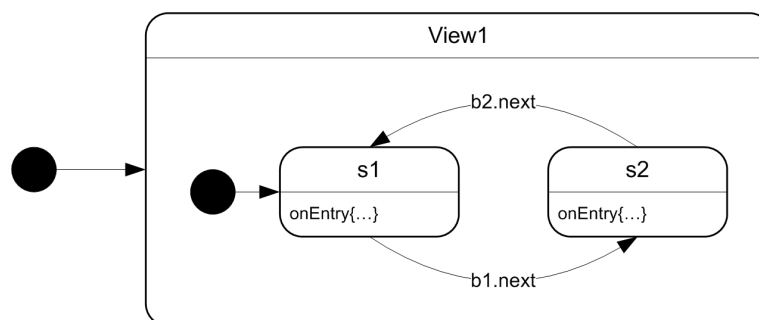 View1
b2.next
s1
s2
onEntry{...}
onEntry{...}
b1.next